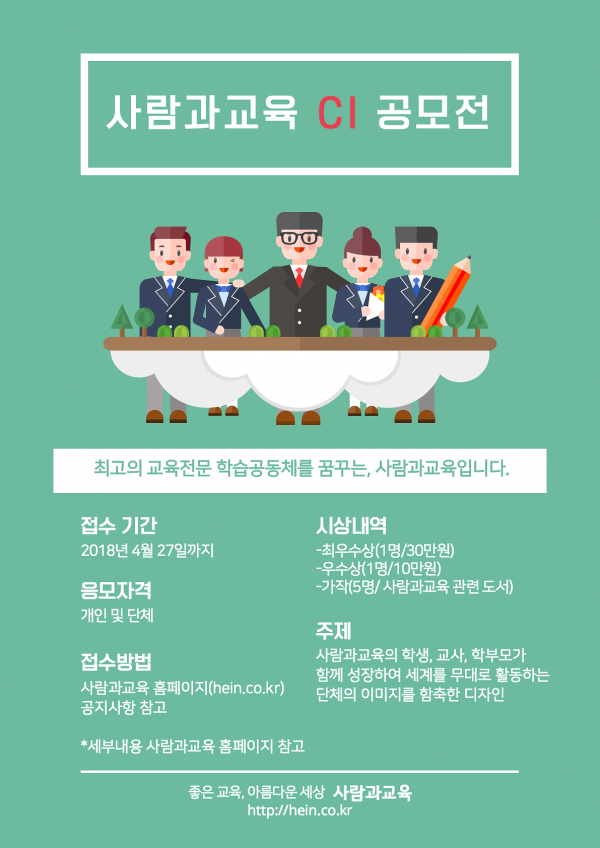 사람과교육 CI 공모전
최고의 교육전문 학습공동체를 꿈꾸는, 사람과교육입니다.
접수 기간
2018년 4월 27일까지
응모자격
개인 및 단체
접수방법
사람과교육 홈페이지(hein.co.kr)
공지사항 참고
*세부내용 사람과교육 홈페이지 참고
시상내역
-최우수상(1명/30만원)
-우수상(1명/10만원)
-가작(5명/ 사람과교육 관련 도서)
주제
사람과교육의 학생, 교사, 학부모가
함께 성장하여 세계를 무대로 활동하는
단체의 이미지를 함축한 디자인
좋은 교육, 아름다운 세상 사람과교육
http://hein.co.kr